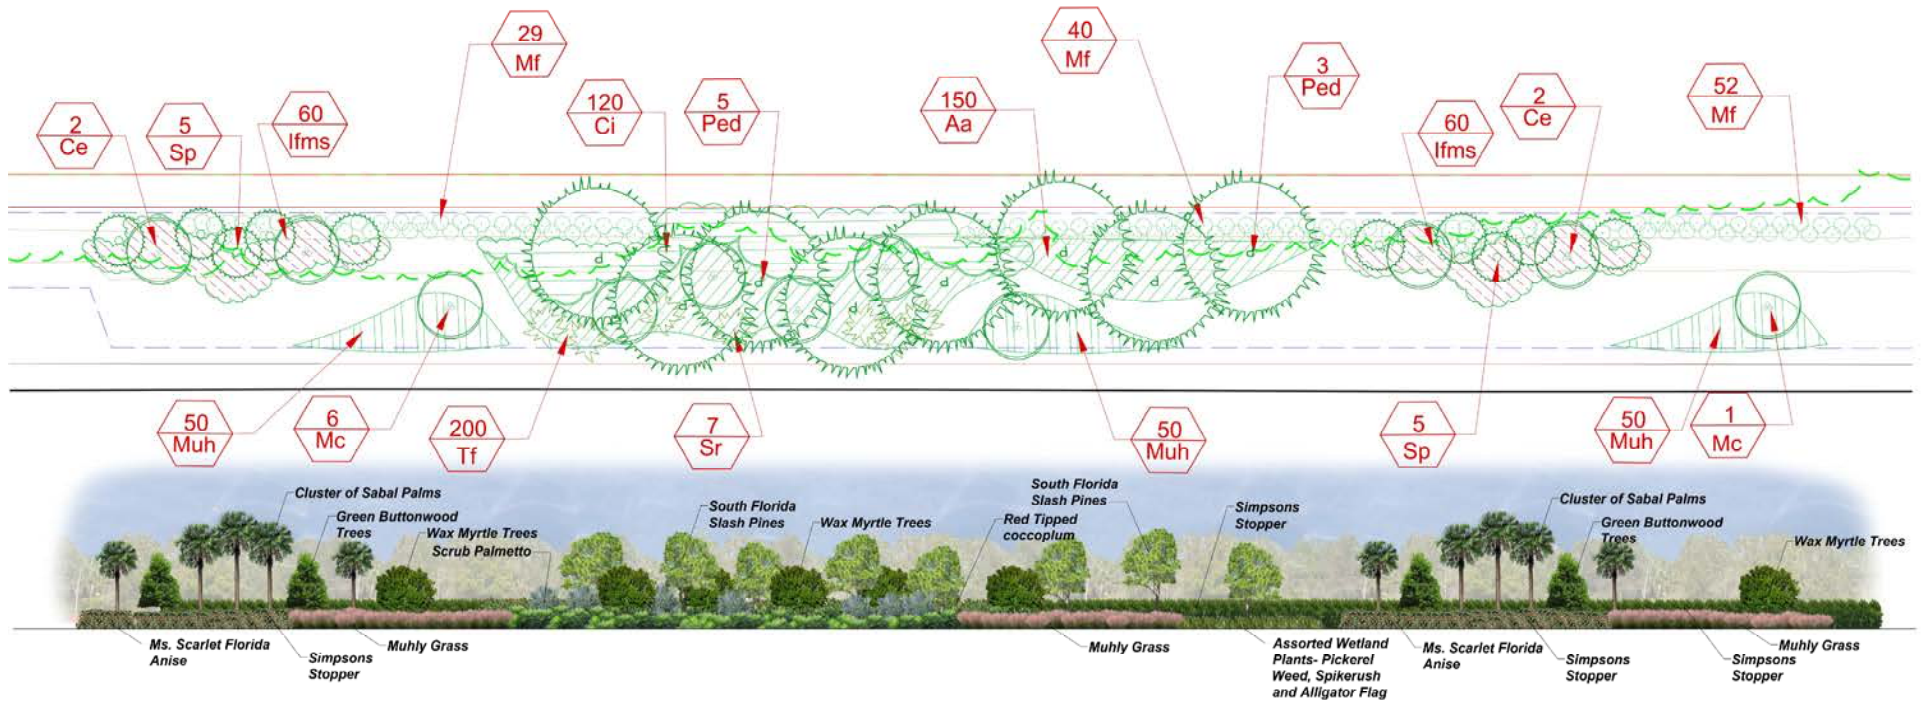 29
Mf
40
Mf
3
Ped
2
Ce
5
Sp
60
Ifms
120
Ci
5
Ped
150
Aa
60
Ifms
2
Ce
52
Mf
50
Muh
6
Mc
200
Tf
7
Sr
50
Muh
5
Sp
50
Muh
1
Mc
Cluster of Sabal Palms
Green Buttonwood
Trees
Wax Myrtle Trees
Scrub Palmetto
South Florida
Slash Pines
Wax Myrtle Trees
Red Tipped
coccoplum
South Florida
Slash Pines
Simpsons
Stopper
Cluster of Sabal Palms
Green Buttonwood
Trees
Wax Myrtle Trees
Ms. Scarlet Florida
Anise
Simpsons
Stopper
Muhly Grass
Muhly Grass
Assorted Wetland
Plants- Pickerel
Weed, Spikerush
and Alligator Flag
Ms. Scarlet Florida
Anise
Simpsons
Stopper
Simpsons
Stopper
Muhly Grass